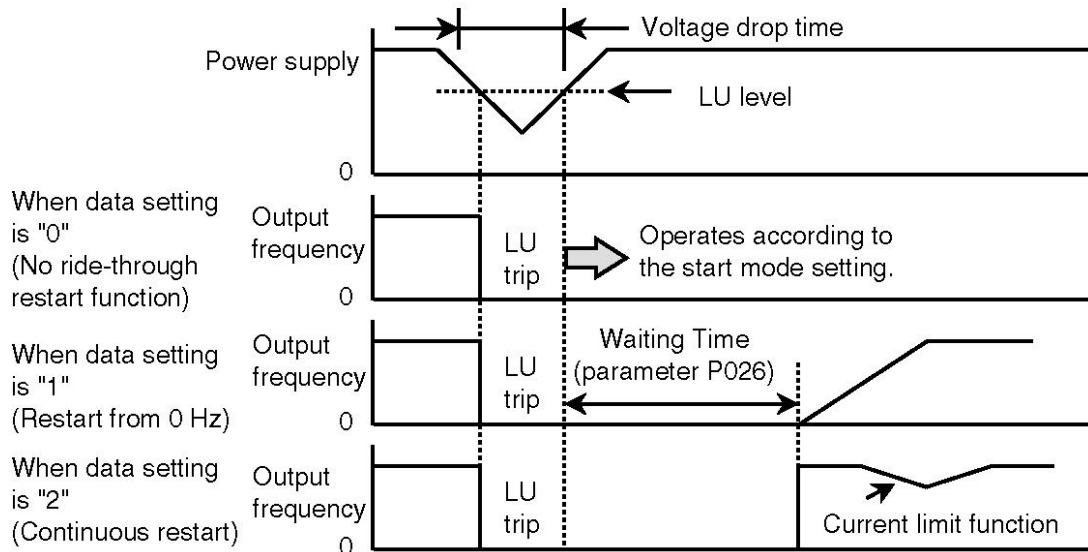 Voltage drop time
Power supply
LU level
0
When data setting
is "0"
(No ride-through
restart function)
Output
frequency
0
LU
trip
Operates according to
the start mode setting.
When data setting
is "1"
(Restart from 0 Hz)
Output
frequency
0
LU
trip
Waiting Time
(parameter P026)
When data setting
is "2"
(Continuous restart)
Output
frequency
0
LU
trip
Current limit function